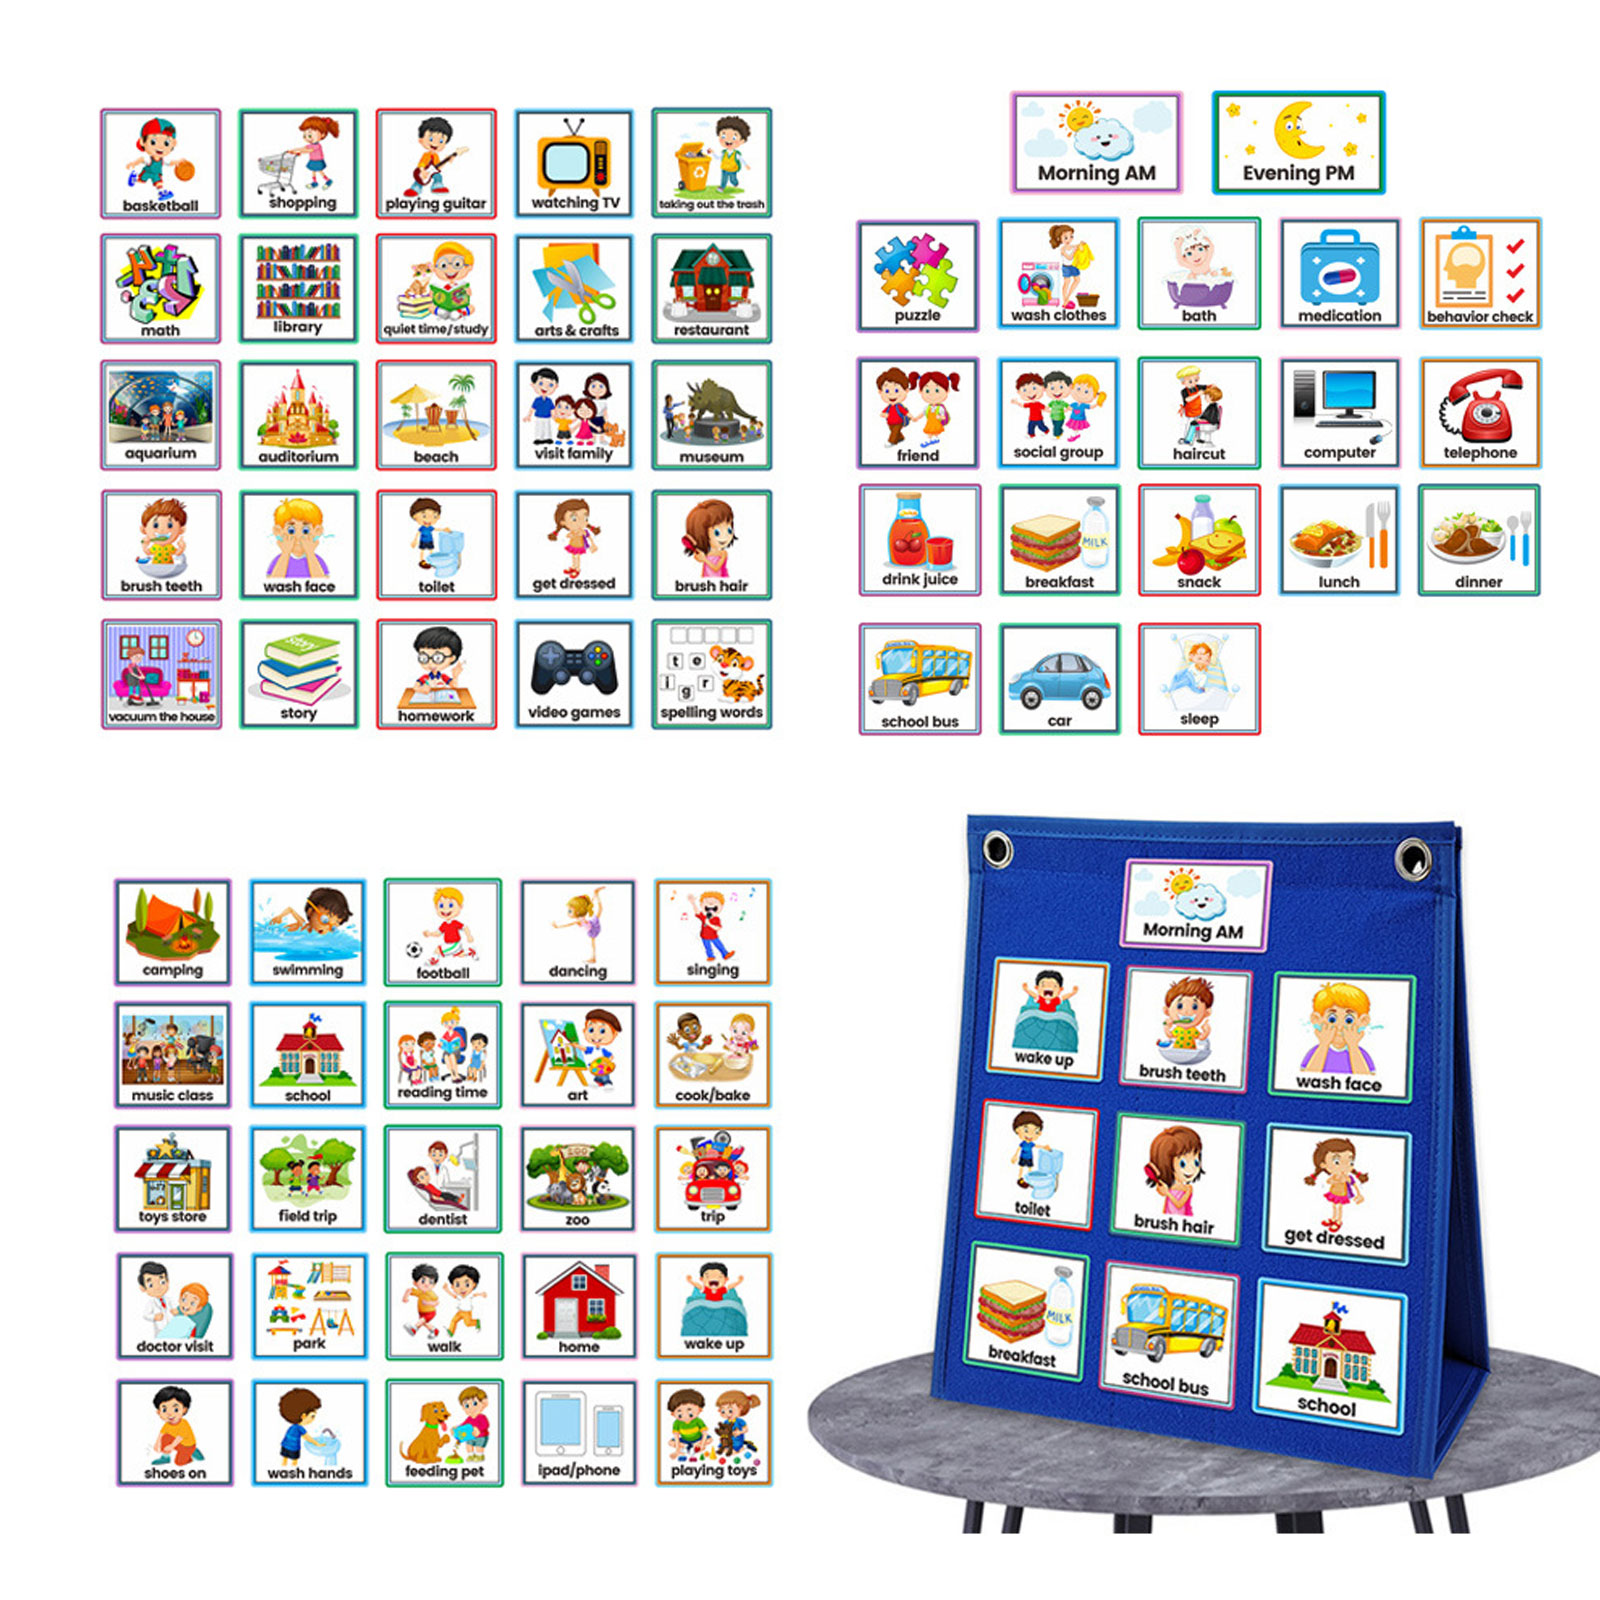 basketball
shopping
playing guitar
watching TV
taking out the trash
math
library
quiet time/study
arts & crafts
restaurant
aquarium
auditorium
beach
visit family
museum
brush teeth
wash face
toilet
get dressed
brush hair
vacuum the house
story
story
homework
video games
t e
i g r
spelling words
Morning AM
Evening PM
puzzle
wash clothes
bath
medication
behavior check
friend
social group
haircut
computer
telephone
drink juice
MILK
breakfast
snack
lunch
dinner
school bus
car
sleep
camping
swimming
football
dancing
singing
music class
school
reading time
art
cook/bake
toys store
field trip
dentist
ZOO
zoo
trip
doctor visit
park
walk
home
wake up
shoes on
wash hands
feeding pet
ipad/phone
playing toys
Morning AM
wake up
brush teeth
wash face
toilet
brush hair
get dressed
MILK
breakfast
school bus
school